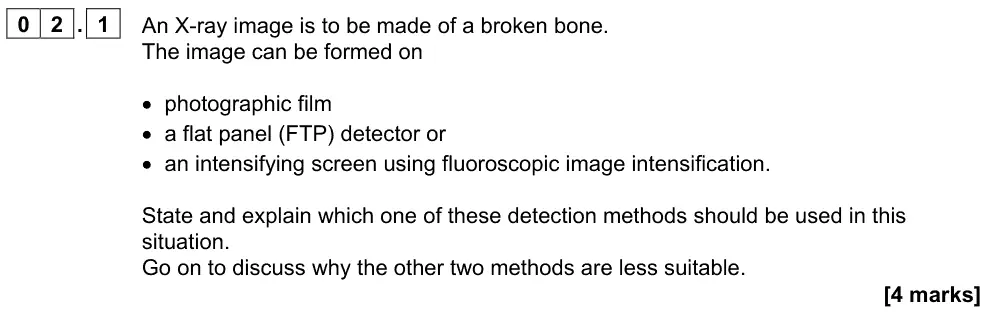 02.1 An X-ray image is to be made of a broken bone.
The image can be formed on
• photographic film
• a flat panel (FTP) detector or
• an intensifying screen using fluoroscopic image intensification.
State and explain which one of these detection methods should be used in this
situation.
Go on to discuss why the other two methods are less suitable.
[4 marks]